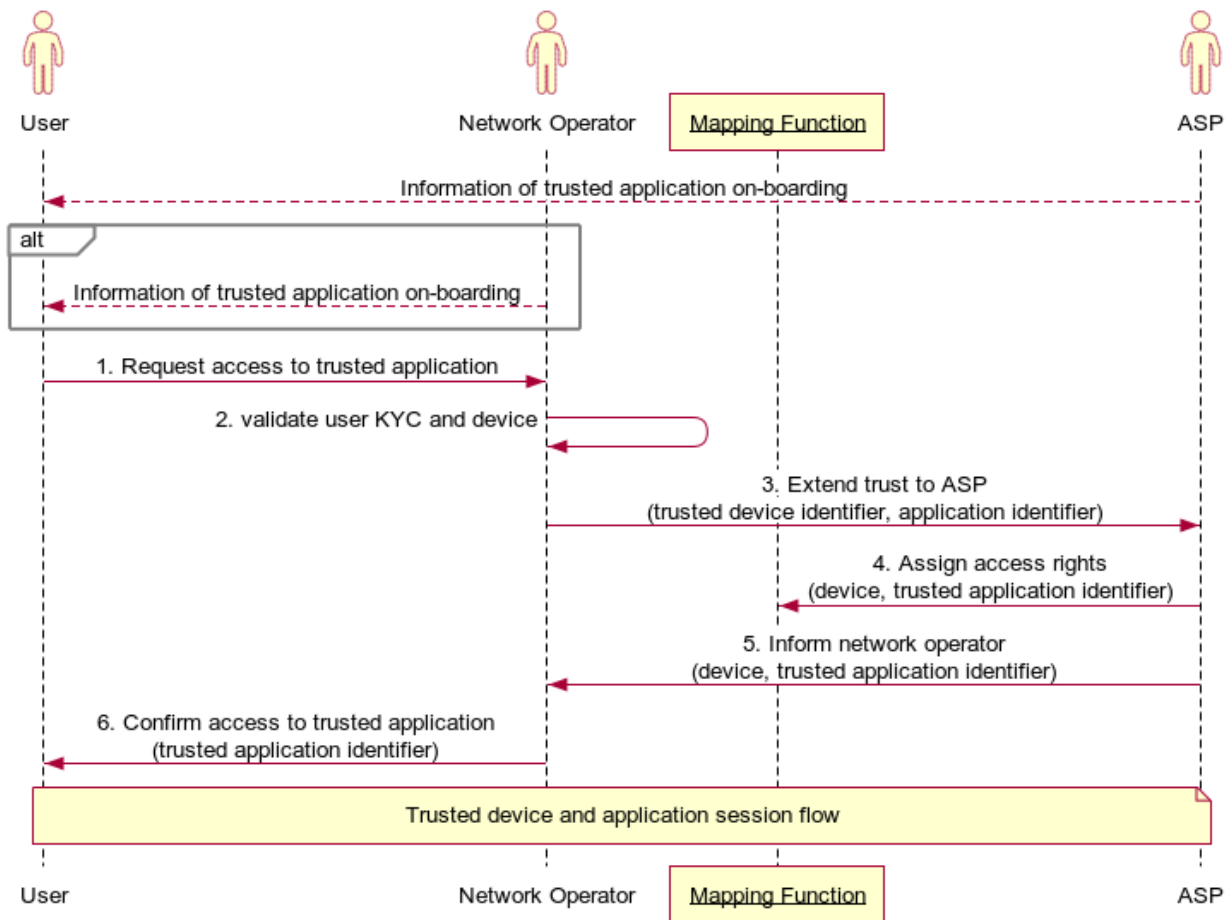 User
Network Operator
Mapping Function
ASP
Information of trusted application on-boarding
alt
Information of trusted application on-boarding
1. Request access to trusted application
2. validate user KYC and device
3. Extend trust to ASP
(trusted device identifier, application identifier)
4. Assign access rights
(device, trusted application identifier)
5. Inform network operator
(device, trusted application identifier)
6. Confirm access to trusted application
(trusted application identifier)
Trusted device and application session flow
User
Network Operator
Mapping Function
ASP